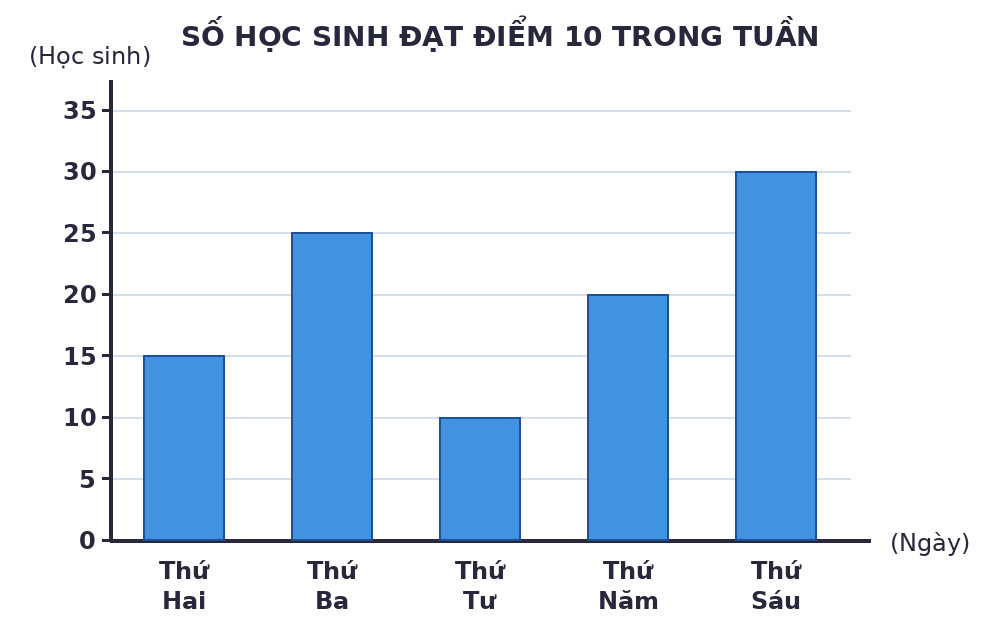 SỐ HỌC SINH ĐẠT ĐIỂM 10 TRONG TUẦN
(Học sinh)
35
30
25
20
15
10
5
0
(Ngày)
Thứ Thứ Thứ Thứ Thứ
Hai Ba Tư Năm Sáu